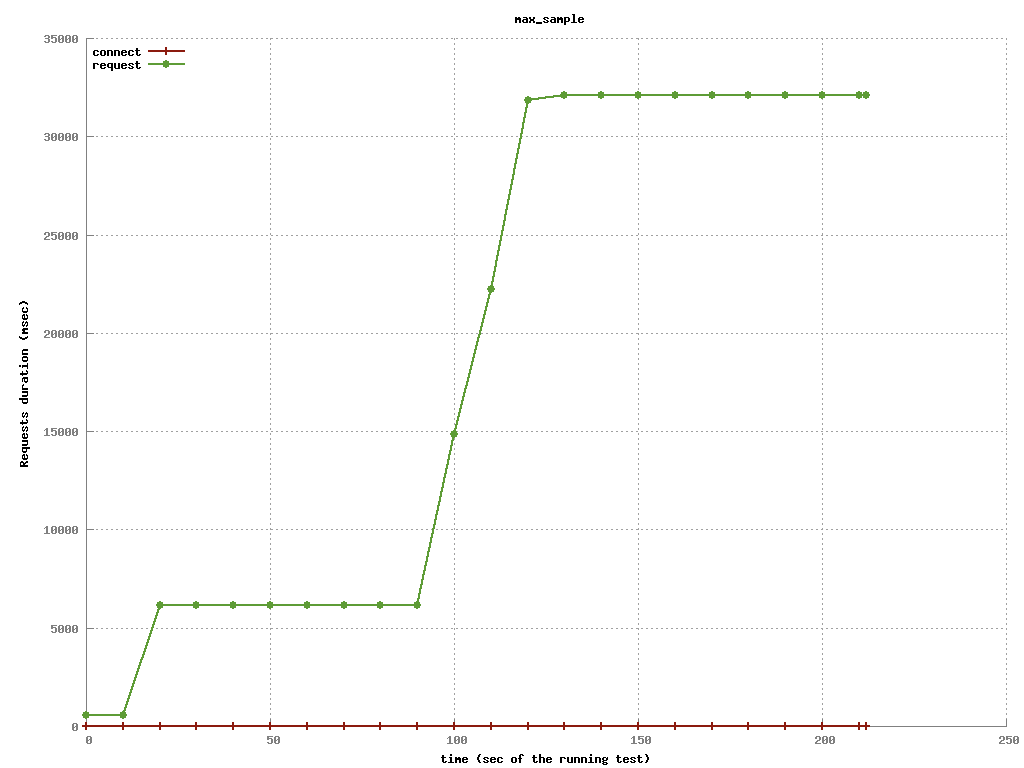 max_sample
35000
connect
request
30000
25000
20000
15000
10000
5000
0
Requests duration (msec)
0 50 100 150 200 250
time (sec of the running test)